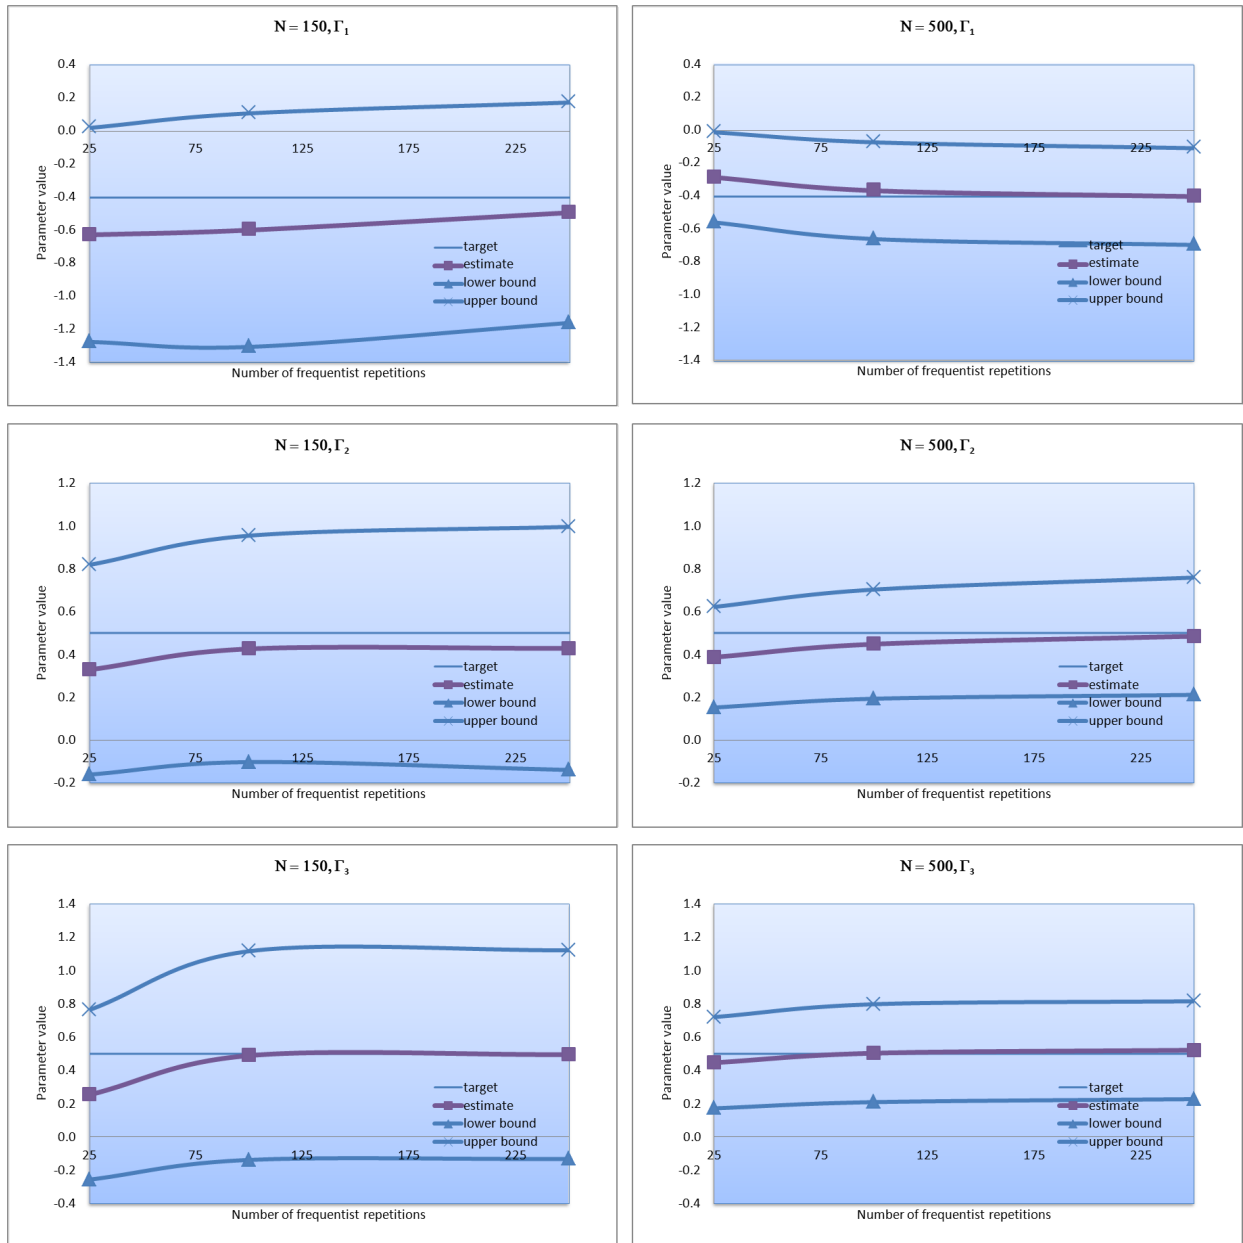 N = 150, Γ1
0.4
0.2
0.0
-0.2
-0.4
-0.6
-0.8
-1.0
-1.2
-1.4
25 75 125 175 225
Parameter value
Number of frequentist repetitions
target
estimate
lower bound
upper bound
N = 500, Γ1
0.4
0.2
0.0
-0.2
-0.4
-0.6
-0.8
-1.0
-1.2
-1.4
25 75 125 175 225
Parameter value
Number of frequentist repetitions
target
estimate
lower bound
upper bound
N = 150, Γ2
1.2
1.0
0.8
0.6
0.4
0.2
0.0
-0.2
25 75 125 175 225
Parameter value
Number of frequentist repetitions
target
estimate
lower bound
upper bound
N = 500, Γ2
1.2
1.0
0.8
0.6
0.4
0.2
0.0
-0.2
25 75 125 175 225
Parameter value
Number of frequentist repetitions
target
estimate
lower bound
upper bound
N = 150, Γ3
1.4
1.2
1.0
0.8
0.6
0.4
0.2
0.0
-0.2
-0.4
25 75 125 175 225
Parameter value
Number of frequentist repetitions
target
estimate
lower bound
upper bound
N = 500, Γ3
1.4
1.2
1.0
0.8
0.6
0.4
0.2
0.0
-0.2
-0.4
25 75 125 175 225
Parameter value
Number of frequentist repetitions
target
estimate
lower bound
upper bound